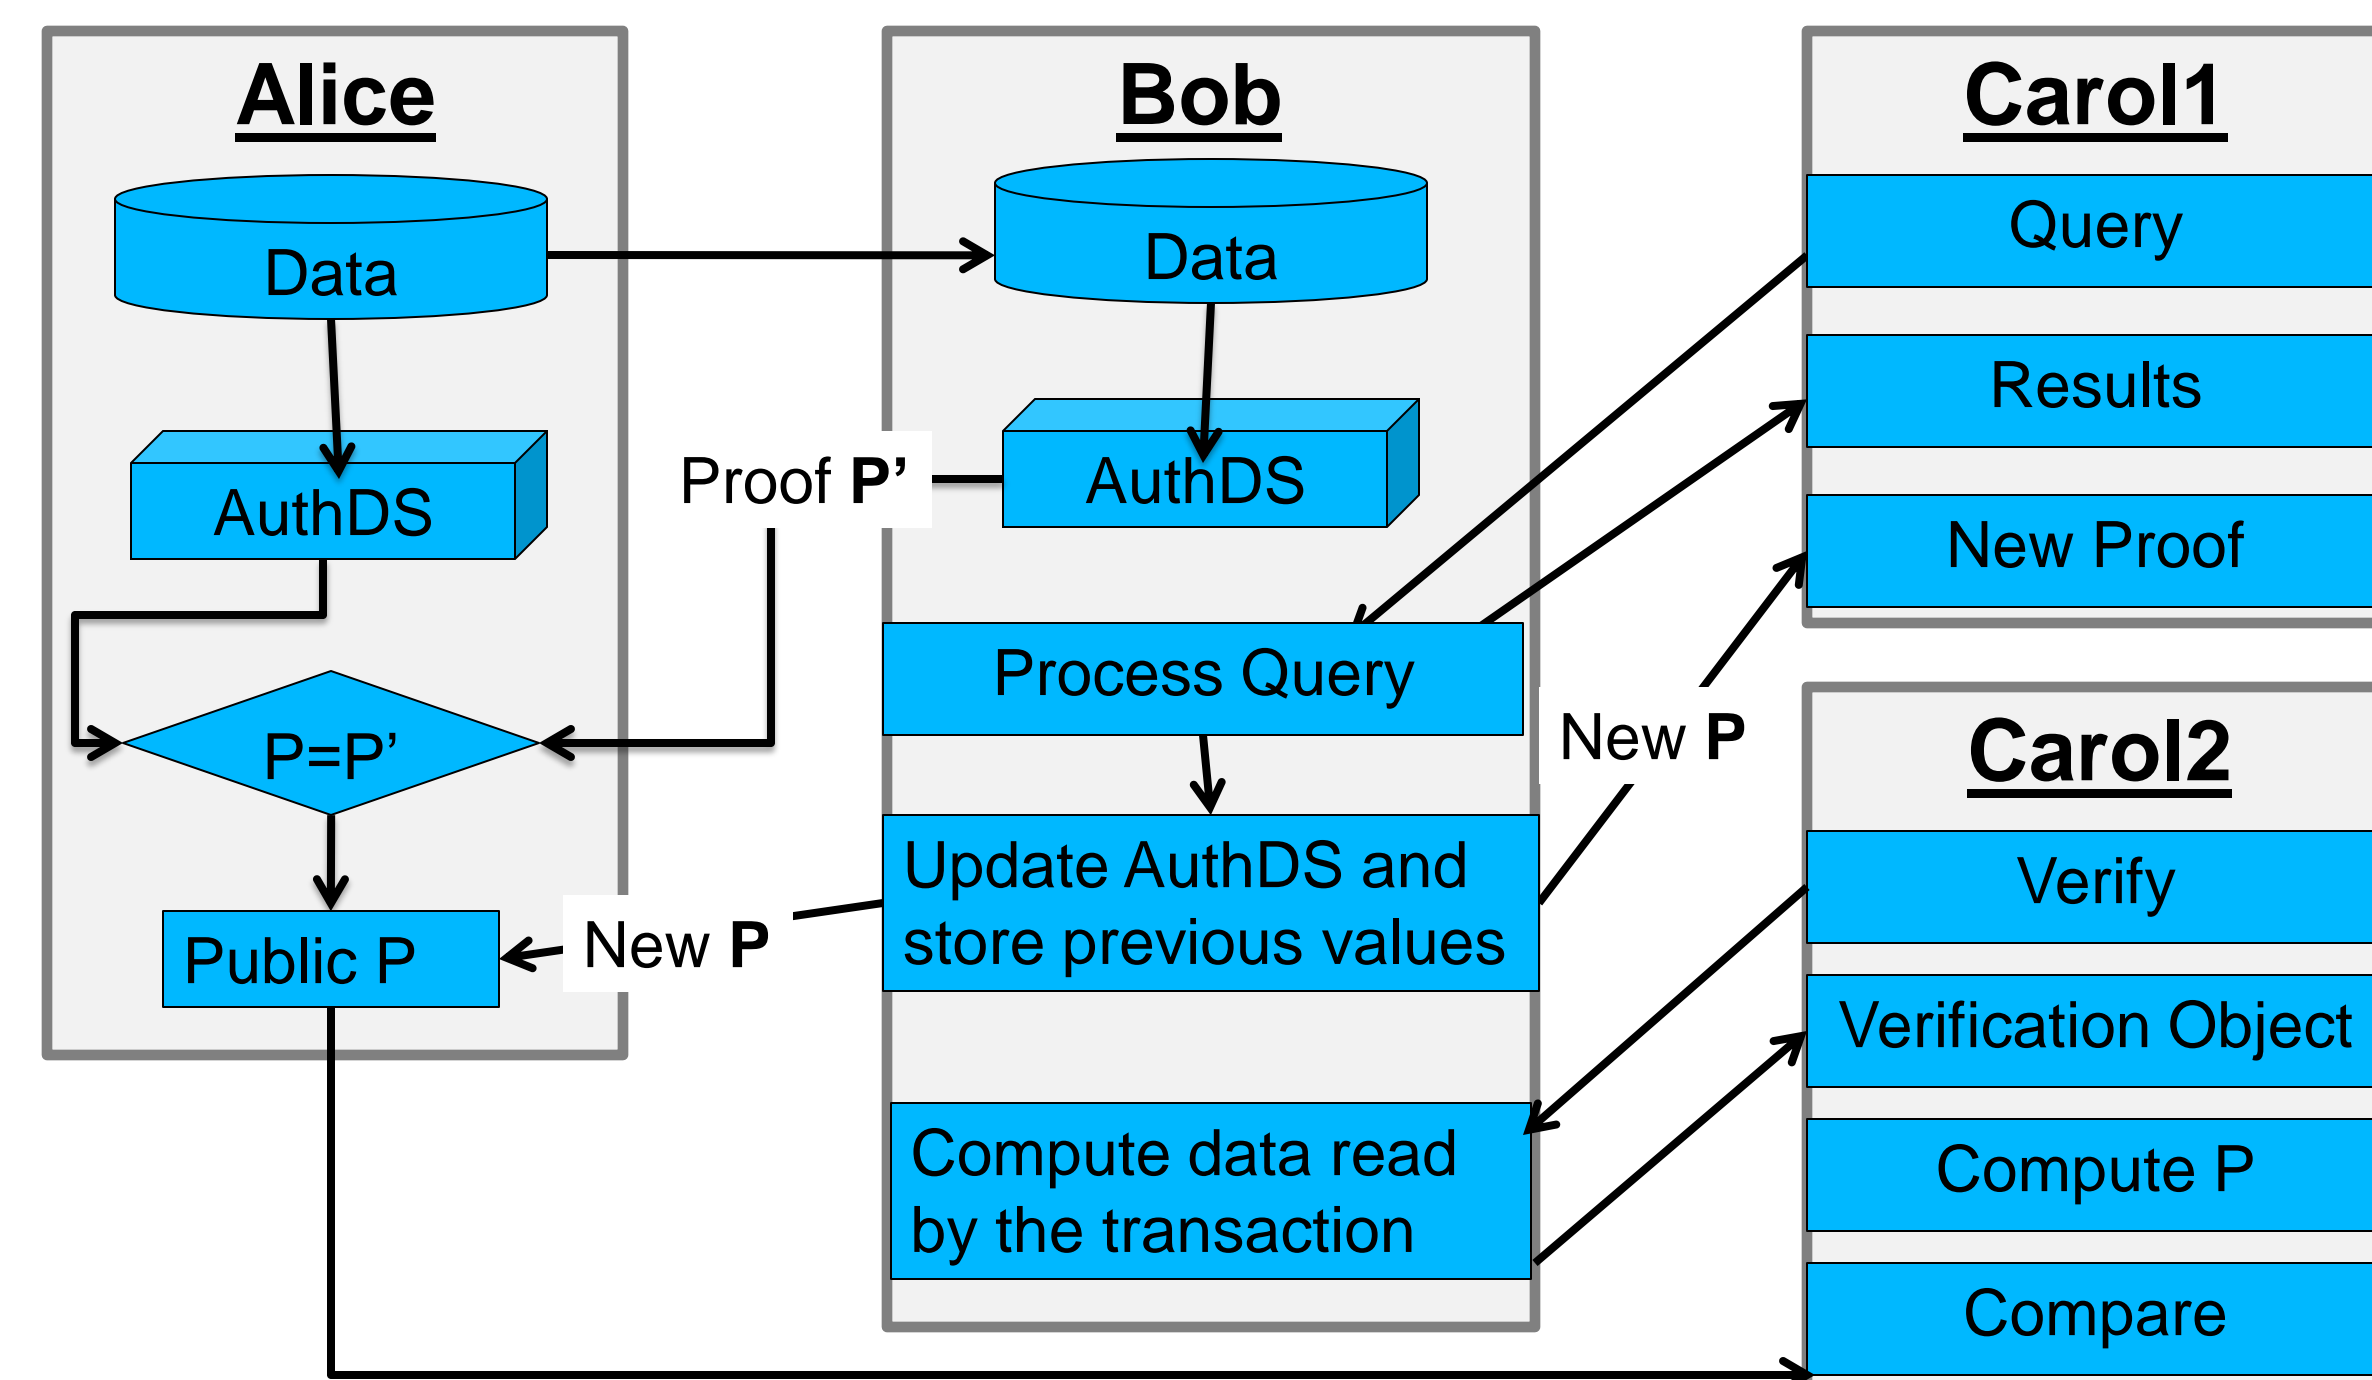 Alice
Data
AuthDS
P=P’
Public P
Proof P’
New P
Bob
Data
AuthDS
Process Query
Update AuthDS and
store previous values
Compute data read
by the transaction
New P
Carol1
Query
Results
New Proof
Carol2
Verify
Verification Object
Compute P
Compare